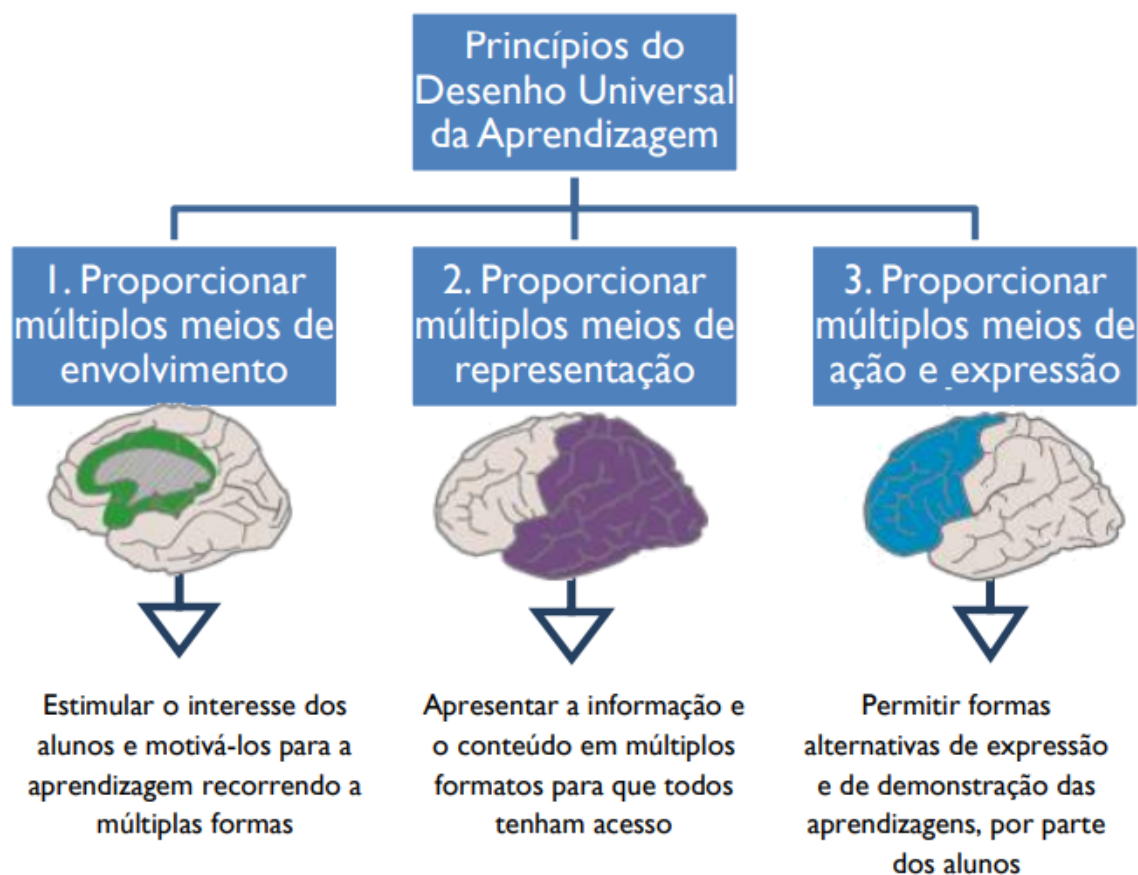 Princípios do
Desenho Universal
da Aprendizagem
1. Proporcionar
múltiplos meios de
envolvimento
2. Proporcionar
múltiplos meios de
representação
3. Proporcionar
múltiplos meios de
ação e expressão
Estimular o interesse dos
alunos e motivá-los para a
aprendizagem recorrendo a
múltiplas formas
Apresentar a informação e
o conteúdo em múltiplos
formatos para que todos
tenham acesso
Permitir formas
alternativas de expressão
e de demonstração das
aprendizagens, por parte
dos alunos